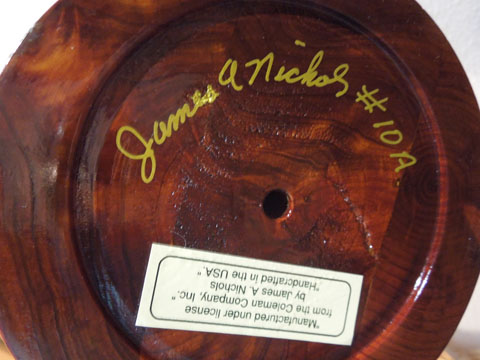 James A Nichols #10A
"Manufactured under license
from the Coleman Company, Inc."
by James A. Nichols
"Handcrafted in the USA."